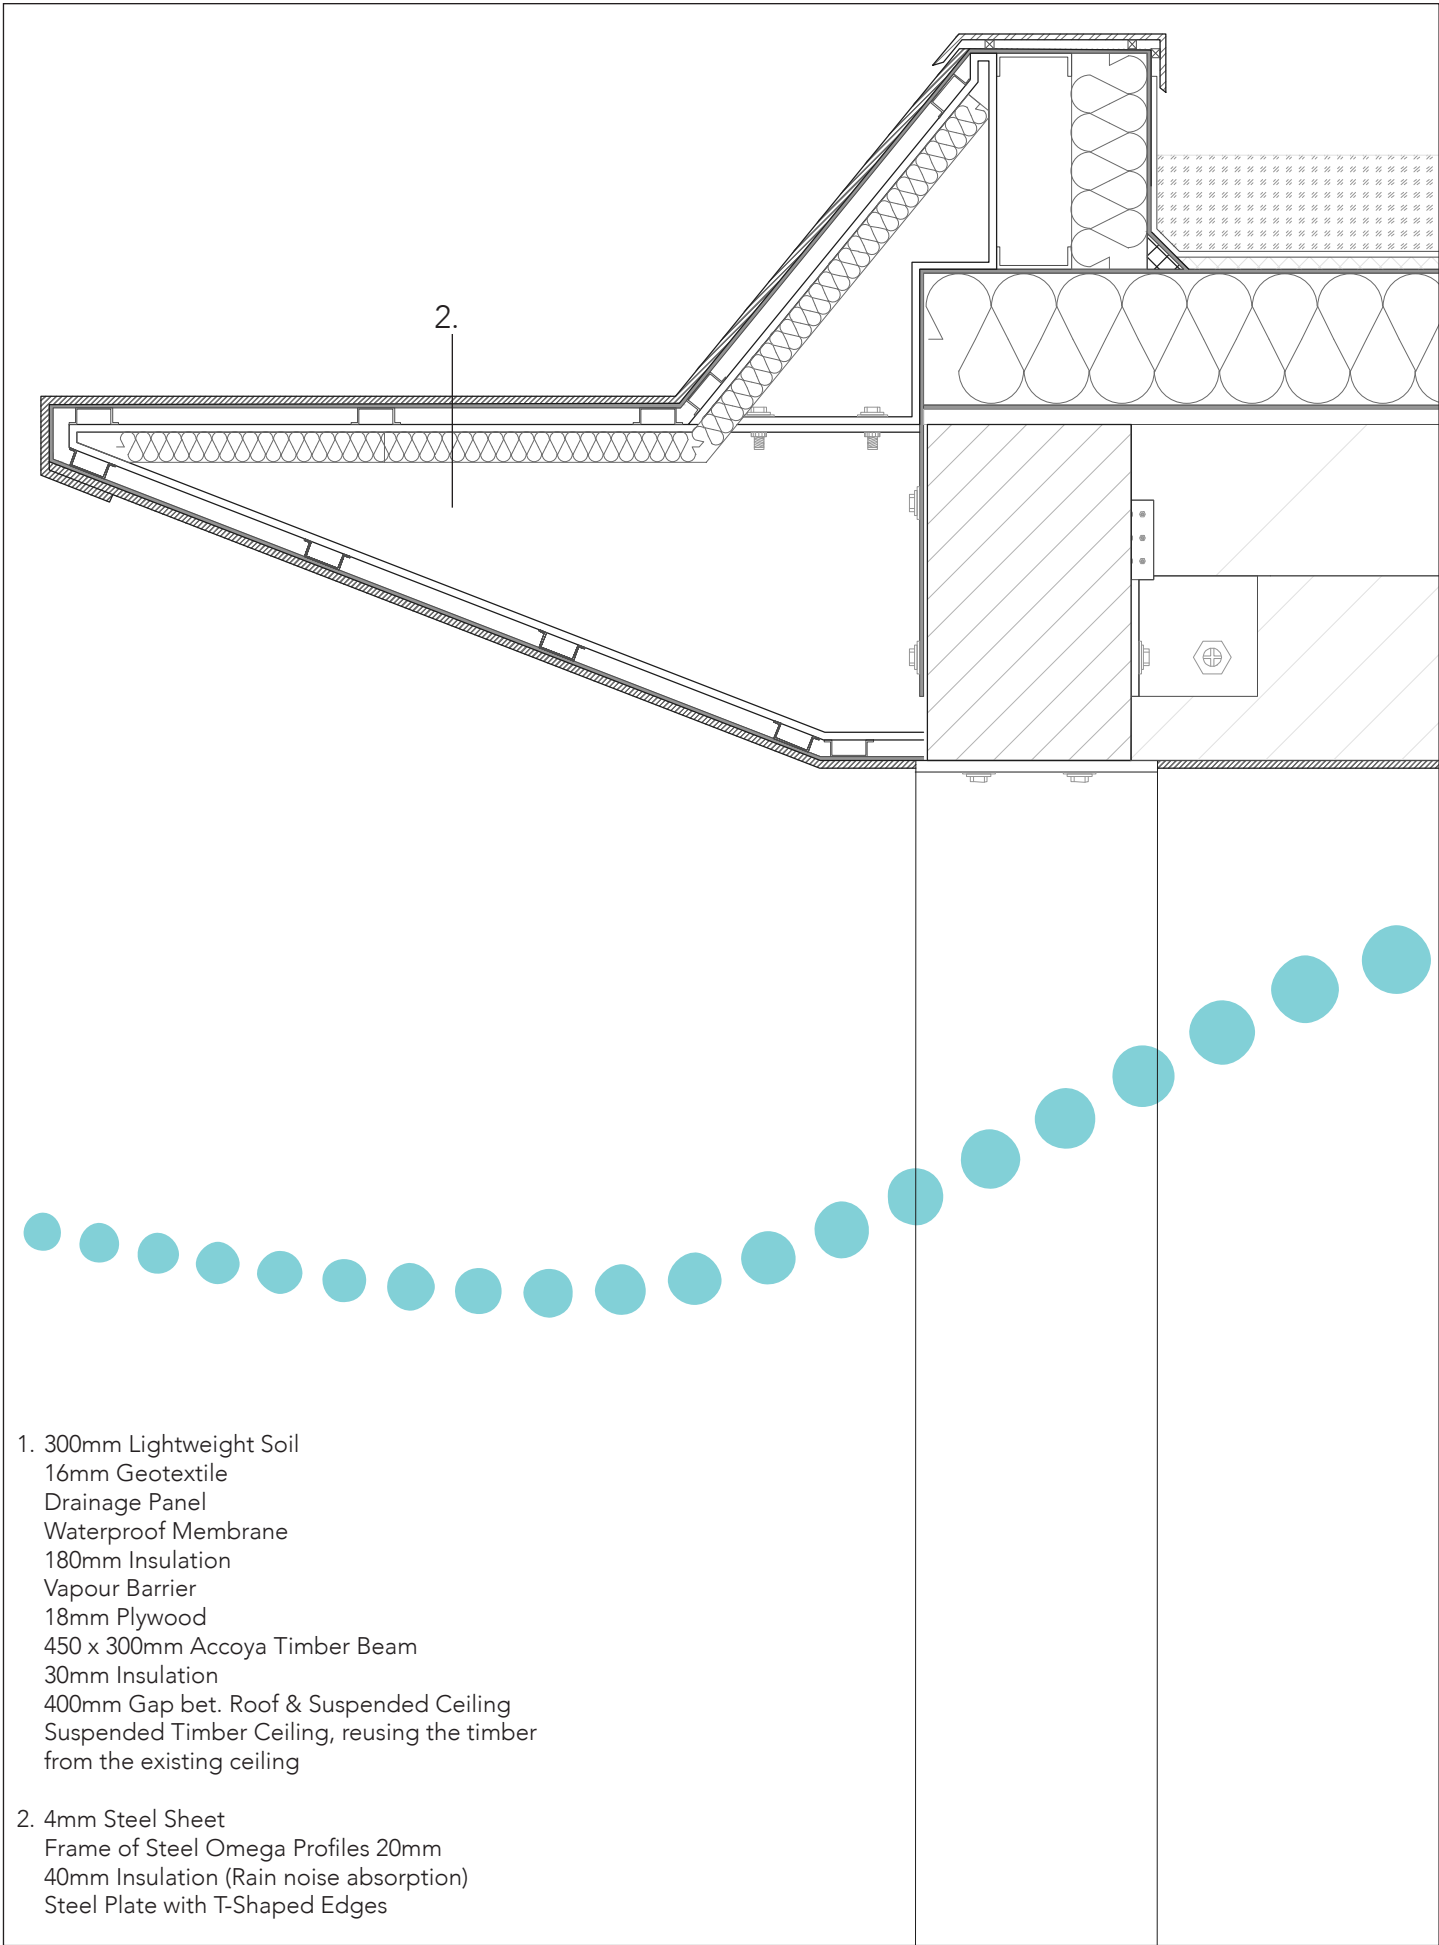 2.
1. 300mm Lightweight Soil
16mm Geotextile
Drainage Panel
Waterproof Membrane
180mm Insulation
Vapour Barrier
18mm Plywood
450 x 300mm Accoya Timber Beam
30mm Insulation
400mm Gap bet. Roof & Suspended Ceiling
Suspended Timber Ceiling, reusing the timber
from the existing ceiling
2. 4mm Steel Sheet
Frame of Steel Omega Profiles 20mm
40mm Insulation (Rain noise absorption)
Steel Plate with T-Shaped Edges